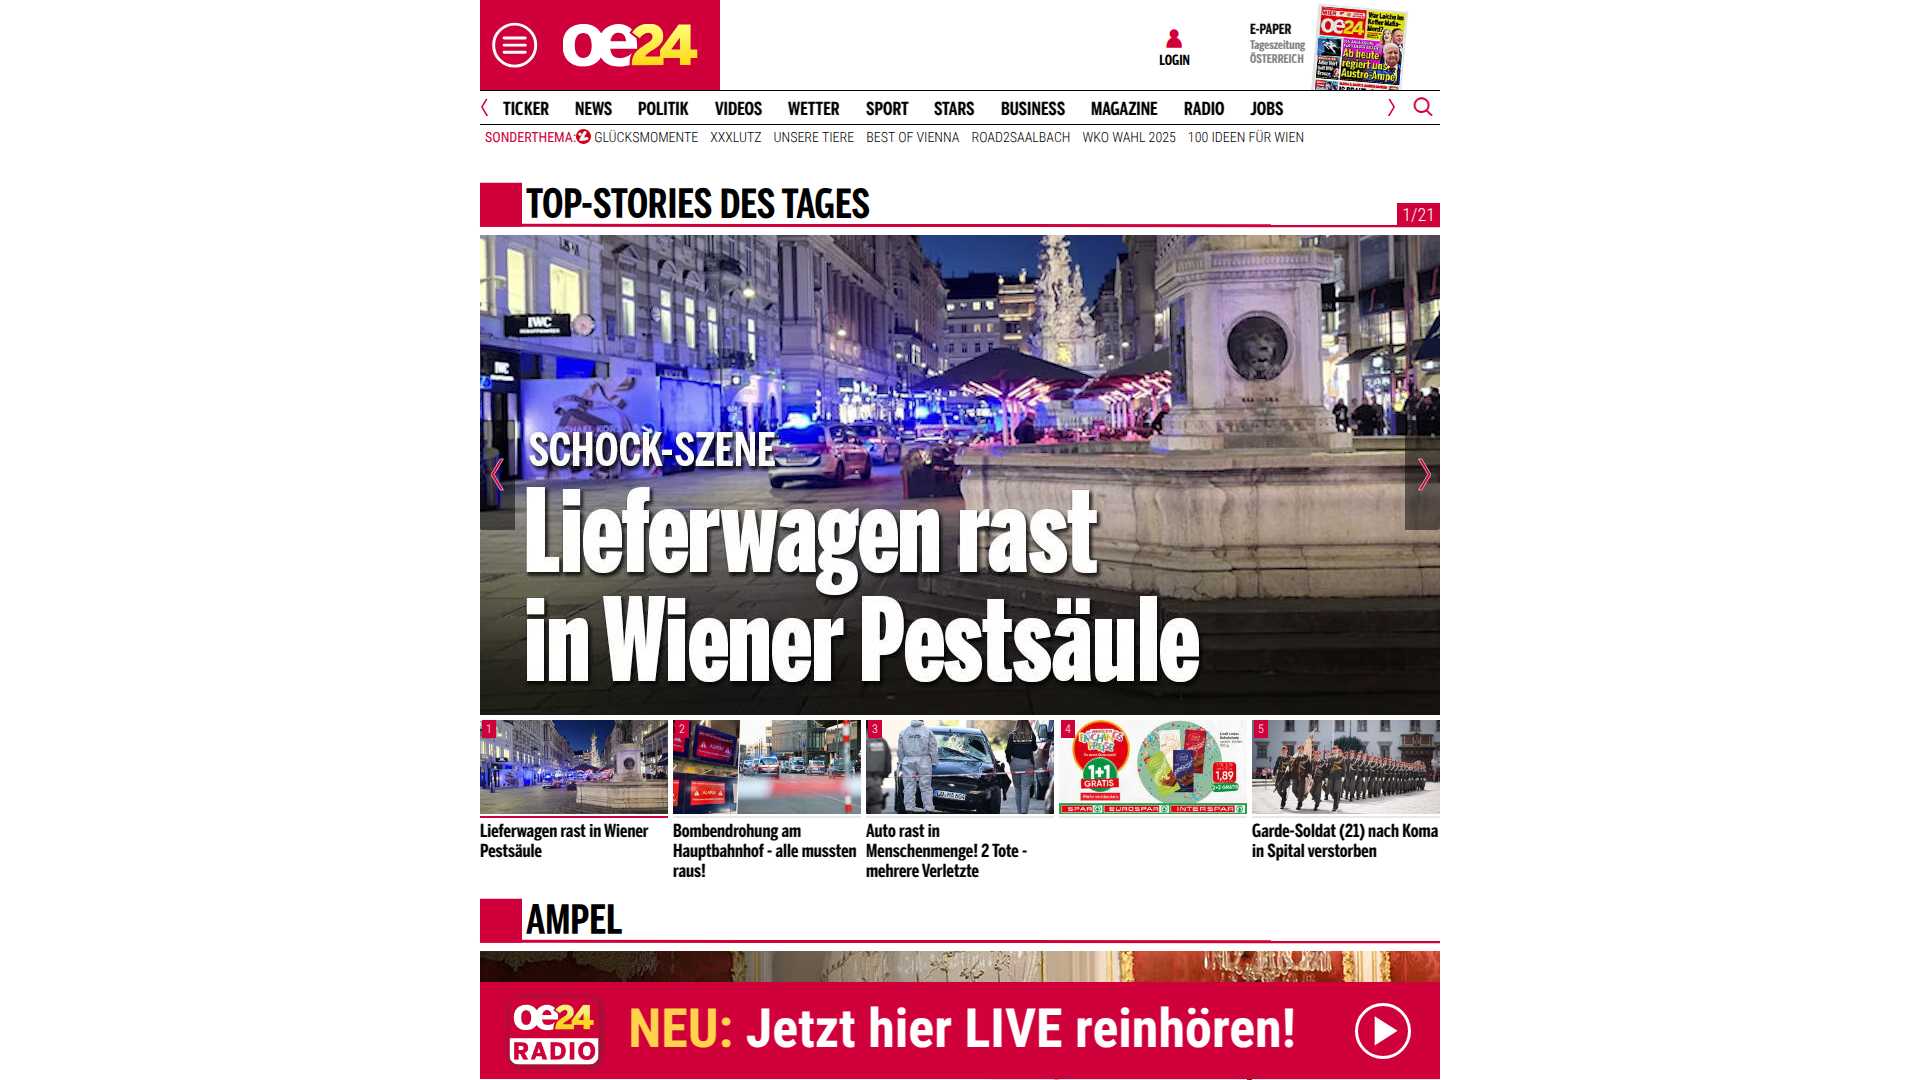 oe24
LOGIN
E-PAPER
Tageszeitung
ÖSTERREICH
WIEN
oe24
Ab heute
regiert uns
Austro-Ampel
TICKER NEWS POLITIK VIDEOS WETTER SPORT STARS BUSINESS MAGAZINE RADIO JOBS
SONDERTHEMA: GLÜCKSMOMENTE XXXLUTZ UNSERE TIERE BEST OF VIENNA ROAD2SAALBACH WKO WAHL 2025 100 IDEEN FÜR WIEN
TOP-STORIES DES TAGES
1/21
IWC
IWC
SCHOCK-SZENE
Lieferwagen rast
in Wiener Pestsäule
1
2
3
4
5
1+1
GRATIS
1,89
SPAR EUROSPAR INTERSPAR
Lieferwagen rast in Wiener
Pestsäule
Bombendrohung am
Hauptbahnhof - alle mussten
raus!
Auto rast in
Menschenmenge! 2 Tote -
mehrere Verletzte
Garde-Soldat (21) nach Koma
in Spital verstorben
AMPEL
oe24
RADIO
NEU: Jetzt hier LIVE reinhören!